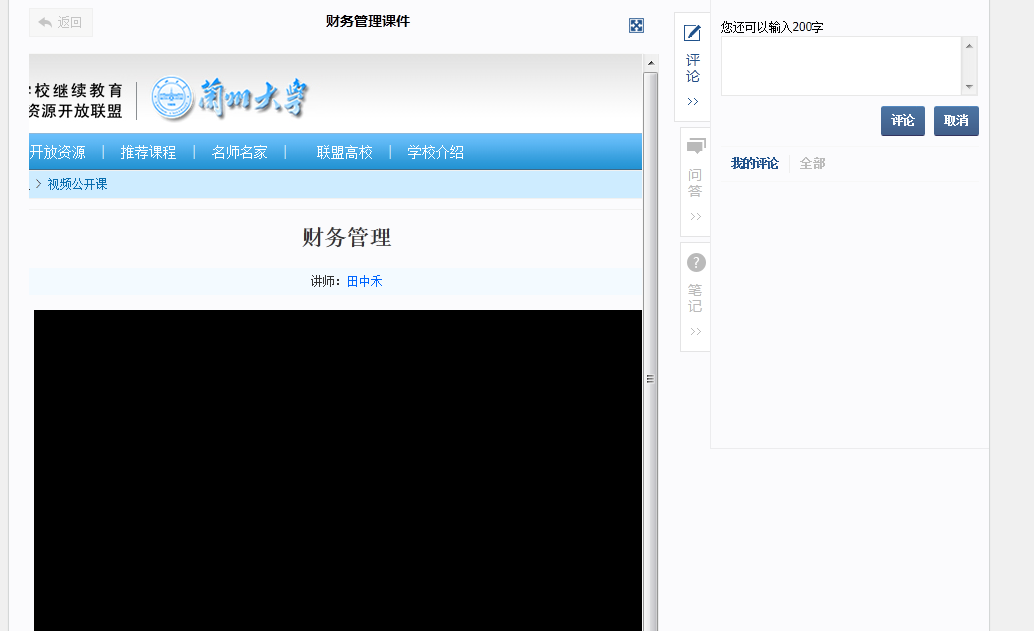 返回
财务管理课件
校继续教育
资源开放联盟
兰州大学
开放资源 | 推荐课程 | 名师名家 | 联盟高校 | 学校介绍
> 视频公开课
财务管理
讲师：田中禾
评论
>>
问答
>>
?
笔记
>>
您还可以输入200字
评论 取消
我的评论 全部